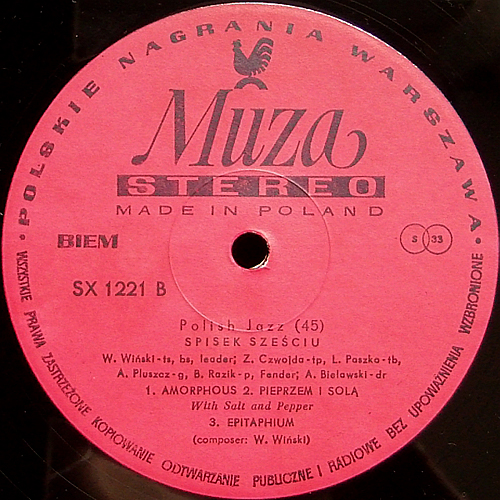 • POLSKIE NAGRANIA WARSZAWA •
Muza
STEREO
MADE IN POLAND
BIEM
S 33
SX 1221 B
Polish Jazz (45)
SPISEK SZEŚCIU
W. Wiński-ts, bs, leader; Z. Czwojda-tp, L. Paszko-tb,
A. Pluszcz-g, B. Razik-p, Fender; A. Bielawski-dr
1. AMORPHOUS 2. PIEPRZEM I SOLĄ
With Salt and Pepper
3. EPITAPHIUM
(composer: W. Wiński)
WSZYSTKIE PRAWA ZASTRZEŻONE KOPIOWANIE ODTWARZANIE PUBLICZNE I RADIOWE BEZ UPOWAŻNIENIA WZBRONIONE